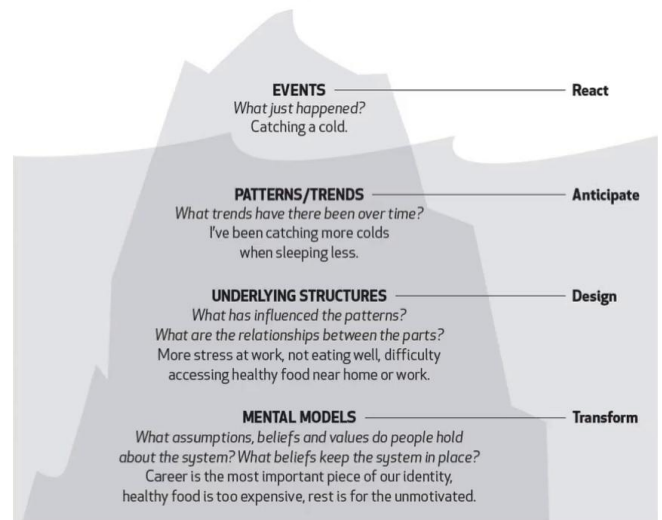 EVENTS React
What just happened?
Catching a cold.
PATTERNS/TRENDS Anticipate
What trends have there been over time?
I've been catching more colds
when sleeping less.
UNDERLYING STRUCTURES Design
What has influenced the patterns?
What are the relationships between the parts?
More stress at work, not eating well, difficulty
accessing healthy food near home or work.
MENTAL MODELS Transform
What assumptions, beliefs and values do people hold
about the system? What beliefs keep the system in place?
Career is the most important piece of our identity,
healthy food is too expensive, rest is for the unmotivated.